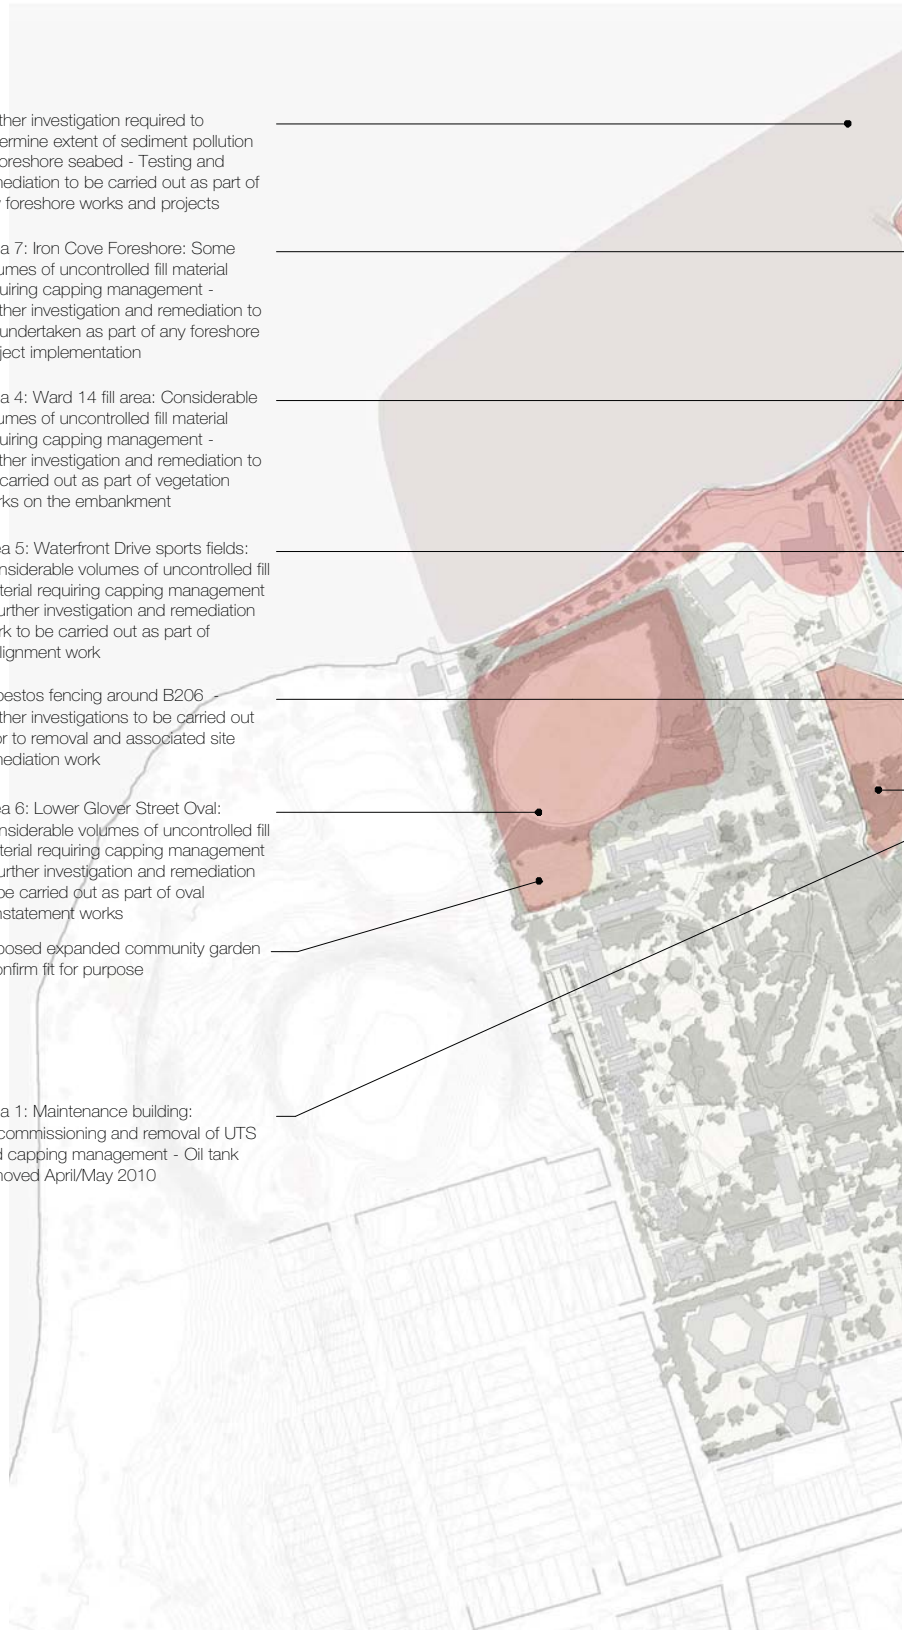 ther investigation required to
ermine extent of sediment pollution
oreshore seabed - Testing and
nediation to be carried out as part of
foreshore works and projects
a 7: Iron Cove Foreshore: Some
umes of uncontrolled fill material
uiring capping management -
ther investigation and remediation to
undertaken as part of any foreshore
ject implementation
a 4: Ward 14 fill area: Considerable
umes of uncontrolled fill material
uiring capping management -
ther investigation and remediation to
carried out as part of vegetation
rks on the embankment
ea 5: Waterfront Drive sports fields:
nsiderable volumes of uncontrolled fill
terial requiring capping management
urther investigation and remediation
rk to be carried out as part of
lignment work
bestos fencing around B206 -
ther investigations to be carried out
or to removal and associated site
nediation work
ea 6: Lower Glover Street Oval:
nsiderable volumes of uncontrolled fill
terial requiring capping management
urther investigation and remediation
be carried out as part of oval
nstatement works
posed expanded community garden
onfirm fit for purpose
a 1: Maintenance building:
commissioning and removal of UTS
d capping management - Oil tank
noved April/May 2010